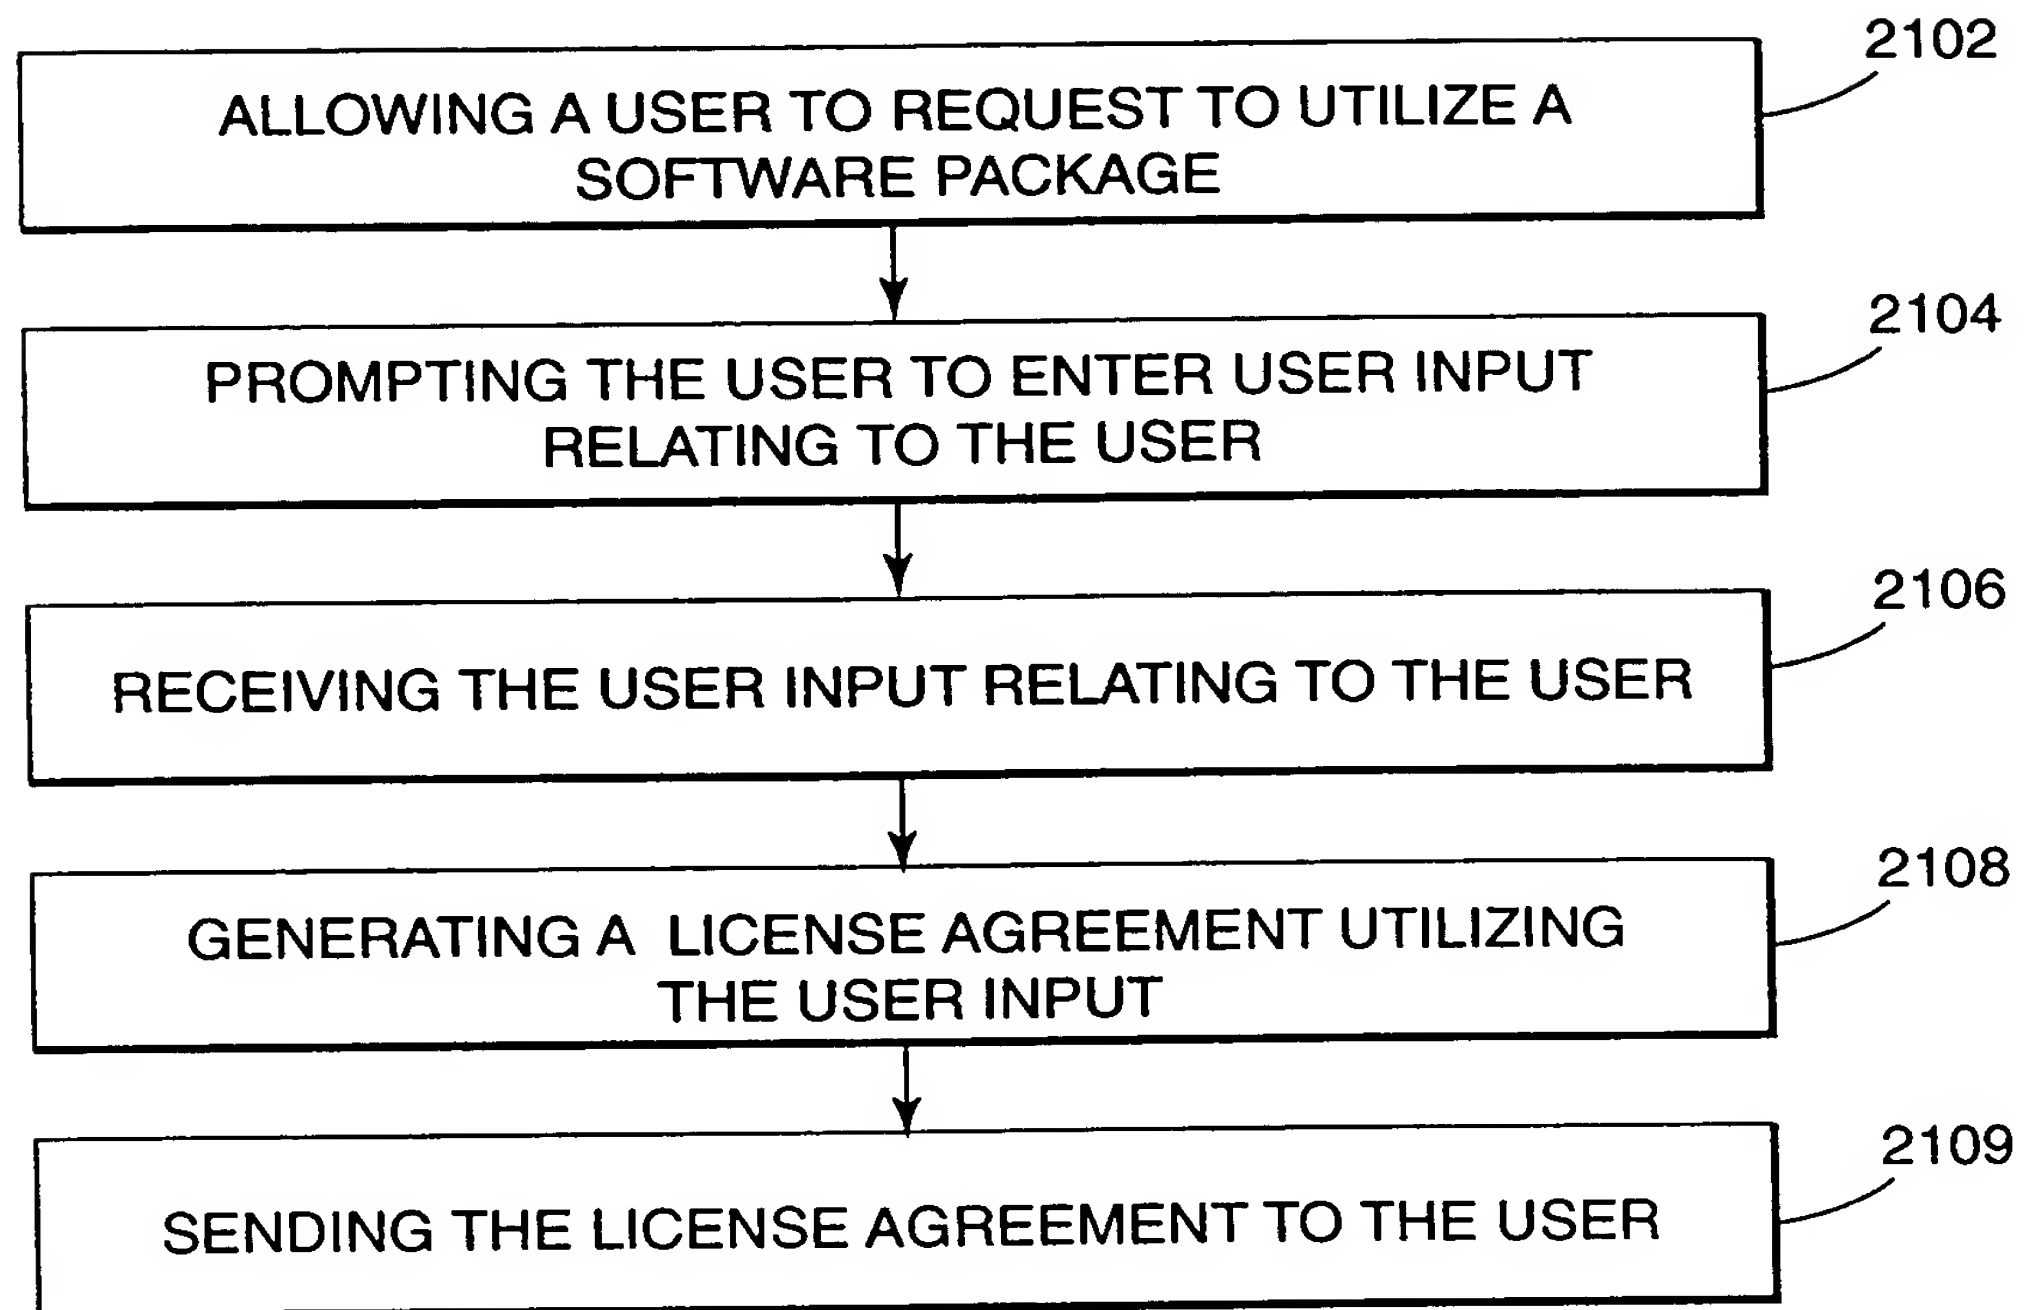 2102
ALLOWING A USER TO REQUEST TO UTILIZE A
SOFTWARE PACKAGE
2104
PROMPTING THE USER TO ENTER USER INPUT
RELATING TO THE USER
2106
RECEIVING THE USER INPUT RELATING TO THE USER
2108
GENERATING A LICENSE AGREEMENT UTILIZING
THE USER INPUT
2109
SENDING THE LICENSE AGREEMENT TO THE USER